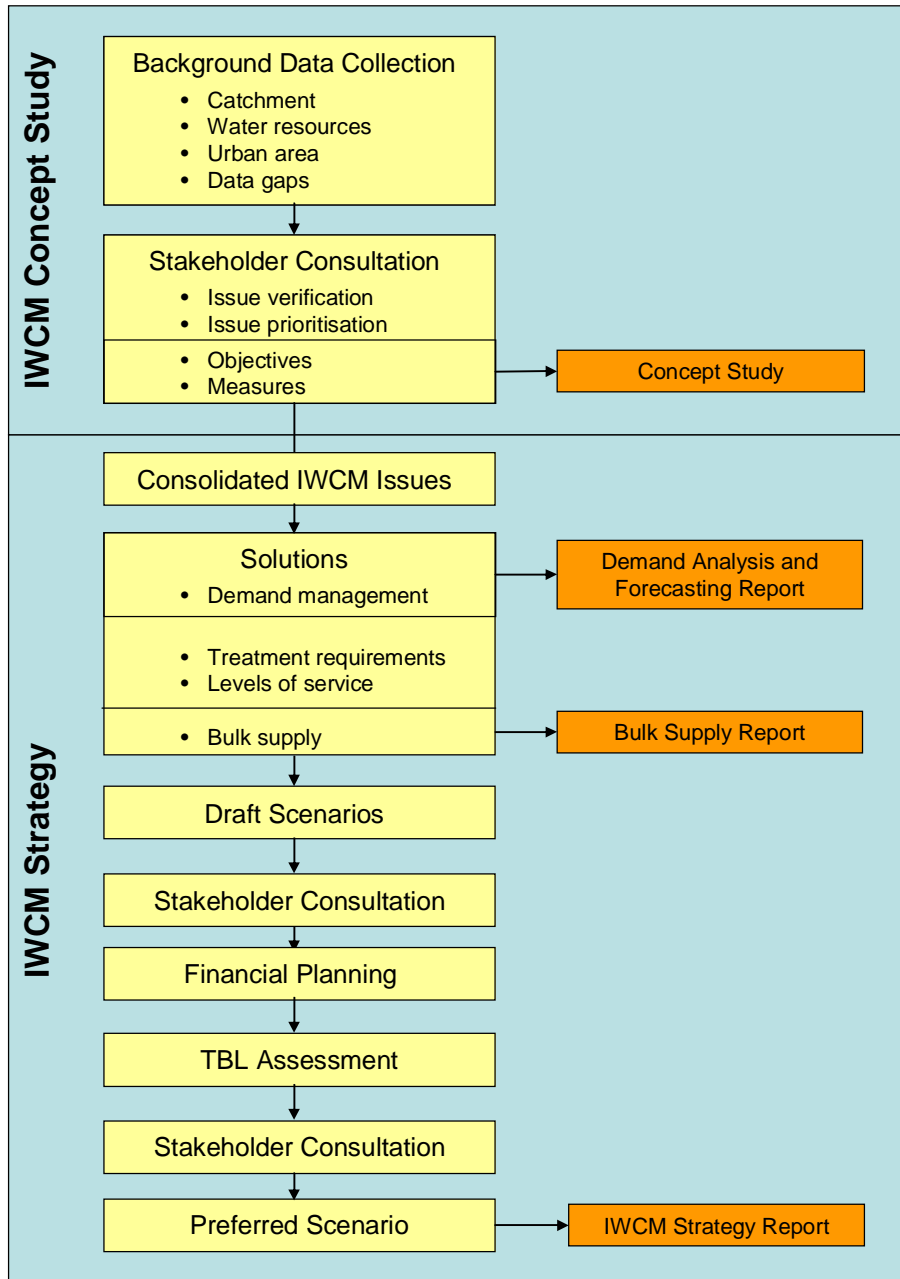 IWCM Concept Study
Background Data Collection
• Catchment
• Water resources
• Urban area
• Data gaps
Stakeholder Consultation
• Issue verification
• Issue prioritisation
• Objectives
• Measures
Concept Study
IWCM Strategy
Consolidated IWCM Issues
Solutions
• Demand management
Demand Analysis and
Forecasting Report
• Treatment requirements
• Levels of service
• Bulk supply
Bulk Supply Report
Draft Scenarios
Stakeholder Consultation
Financial Planning
TBL Assessment
Stakeholder Consultation
Preferred Scenario
IWCM Strategy Report